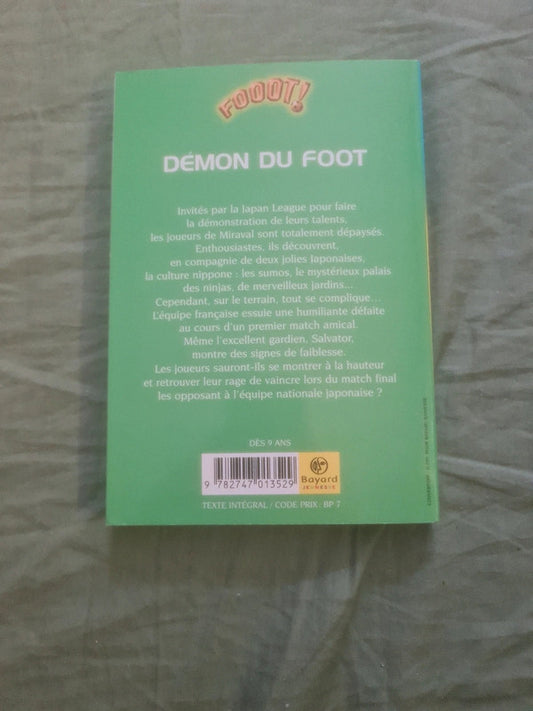 FOOOT!
DÉMON DU FOOT
Invités par la Japan League pour faire
la démonstration de leurs talents,
les joueurs de Miraval sont totalement dépaysés.
Enthousiastes, ils découvrent,
en compagnie de deux jolies Japonaises,
la culture nippone : les sumos, le mystérieux palais
des ninjas, de merveilleux jardins...
Cependant, sur le terrain, tout se complique...
L'équipe française essuie une humiliante défaite
au cours d'un premier match amical.
Même l'excellent gardien, Salvator,
montre des signes de faiblesse.
Les joueurs sauront-ils se montrer à la hauteur
et retrouver leur rage de vaincre lors du match final
les opposant à l'équipe nationale japonaise ?
DÈS 9 ANS
9 782747 013529
Bayard
JEUNESSE
TEXTE INTÉGRAL / CODE PRIX : BP 7